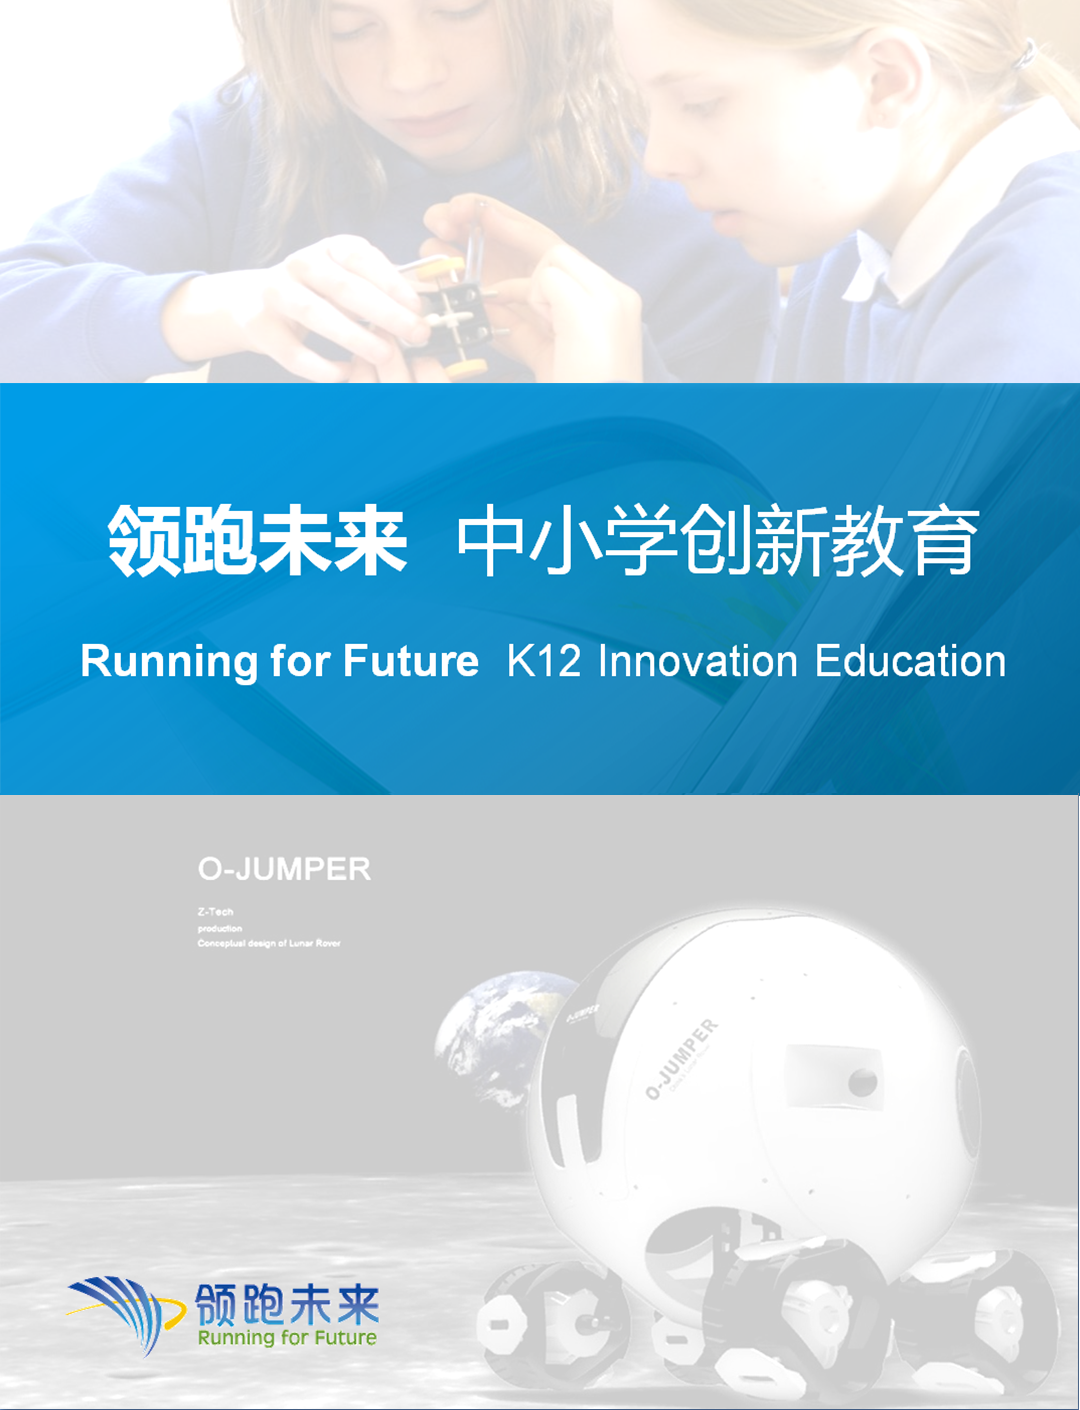 领跑未来 中小学创新教育
Running for Future K12 Innovation Education
O-JUMPER
Z-Tech
production
Conceptual design of Lunar Rover
O-JUMPER
O-JUMPER
领跑未来
Running for Future